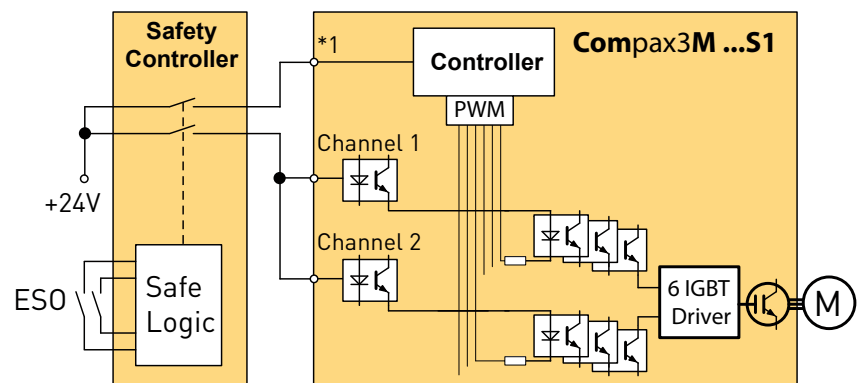 Safety
Controller
*1
Controller
Compax3M ...S1
PWM
Channel 1
+24V
Channel 2
ESO
Safe
Logic
6 IGBT
Driver
M